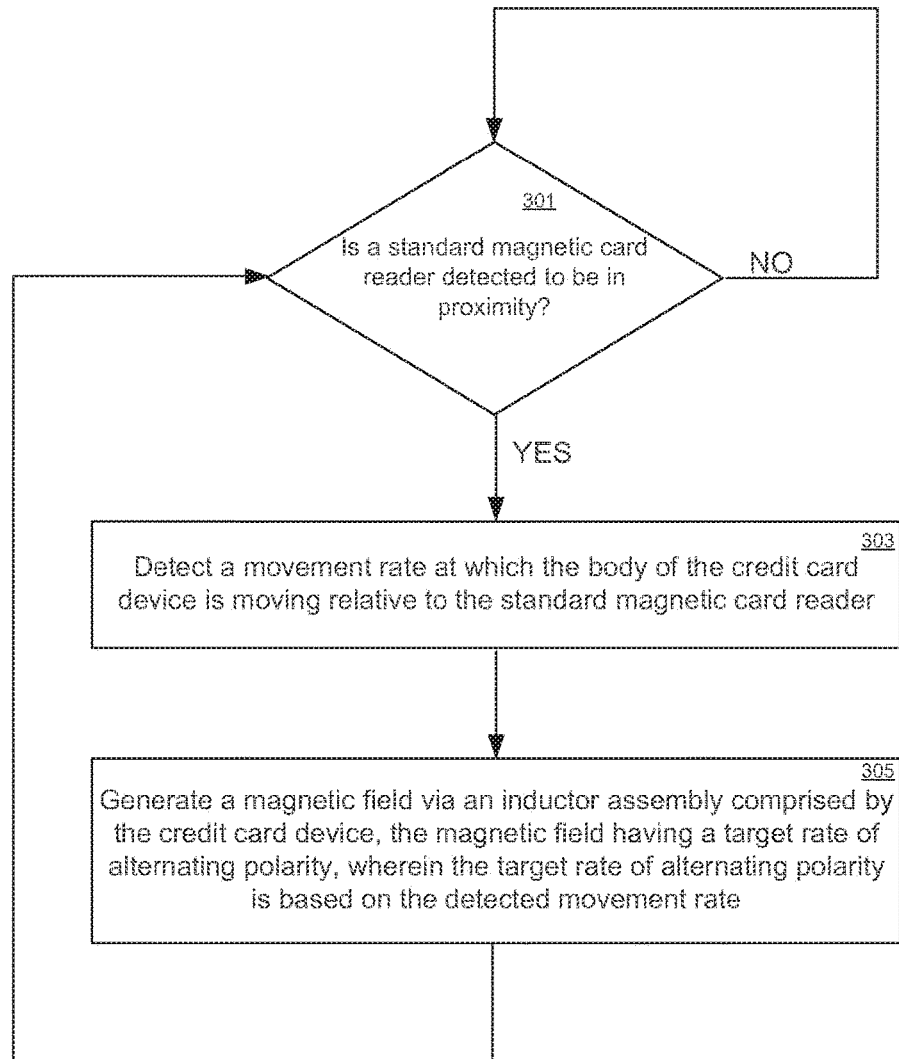 301
Is a standard magnetic card
reader detected to be in
proximity?
NO
YES
303
Detect a movement rate at which the body of the credit card
device is moving relative to the standard magnetic card reader
305
Generate a magnetic field via an inductor assembly comprised by
the credit card device, the magnetic field having a target rate of
alternating polarity, wherein the target rate of alternating polarity
is based on the detected movement rate